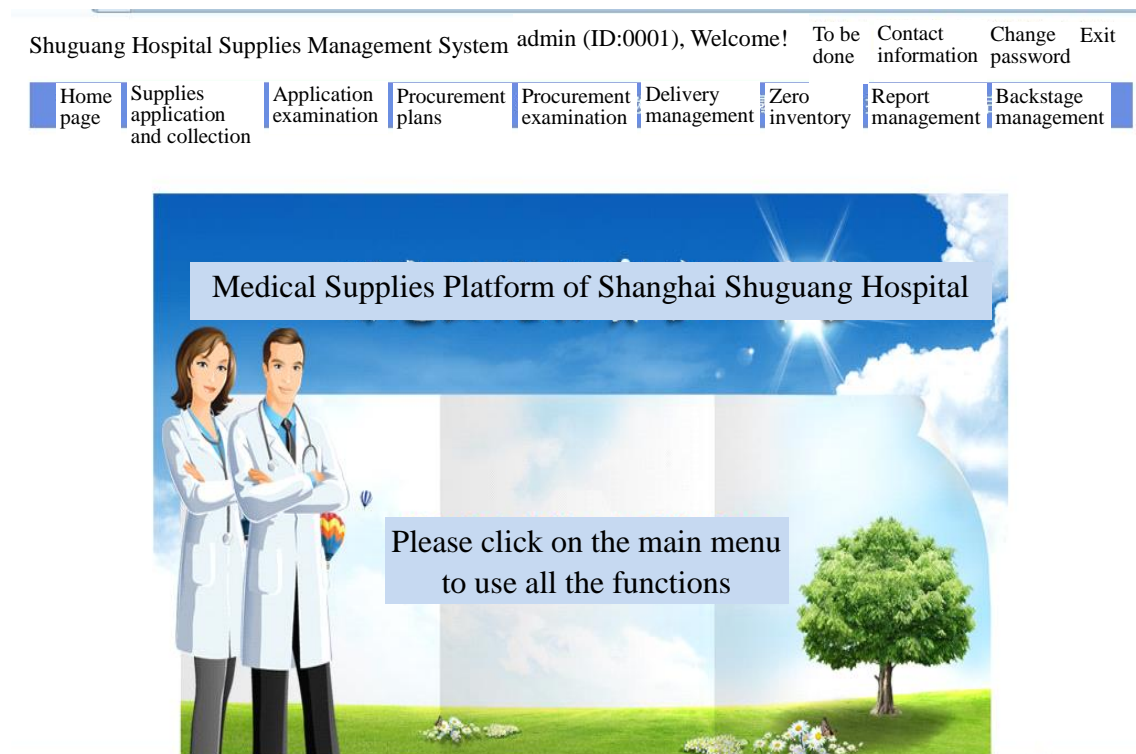 Shuguang Hospital Supplies Management System admin (ID:0001), Welcome!
To be
done
Contact
information
Change
password
Exit
Home
page
Supplies
application
and collection
Application
examination
Procurement
plans
Procurement
examination
Delivery
management
Zero
inventory
Report
management
Backstage
management
Medical Supplies Platform of Shanghai Shuguang Hospital
Please click on the main menu
to use all the functions